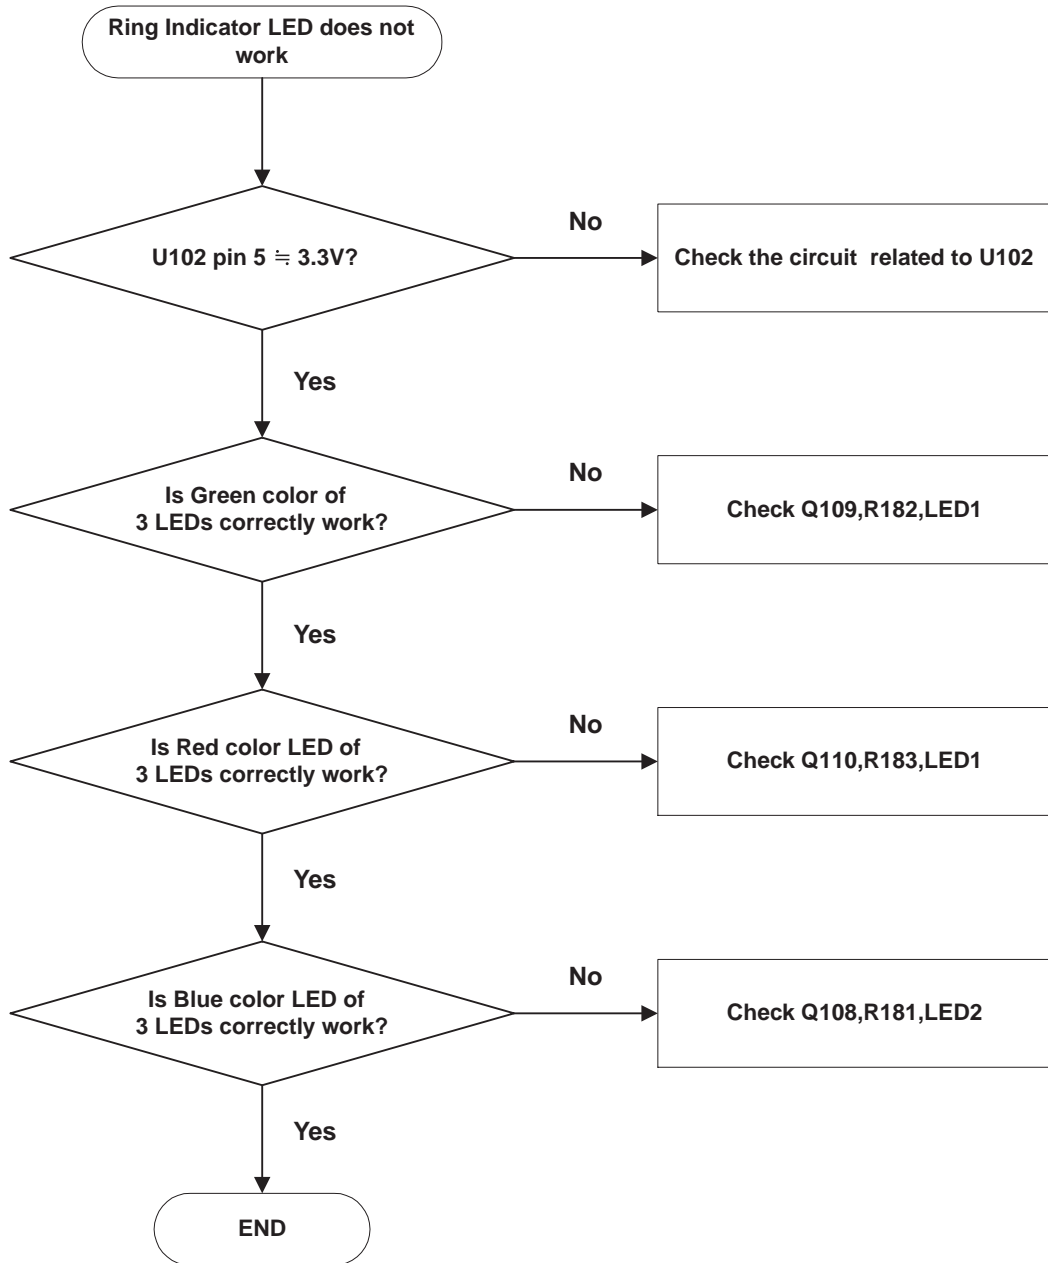 Ring Indicator LED does not
work
U102 pin 5 ≒ 3.3V?
No
Check the circuit related to U102
Yes
Is Green color of
3 LEDs correctly work?
No
Check Q109,R182,LED1
Yes
Is Red color LED of
3 LEDs correctly work?
No
Check Q110,R183,LED1
Yes
Is Blue color LED of
3 LEDs correctly work?
No
Check Q108,R181,LED2
Yes
END